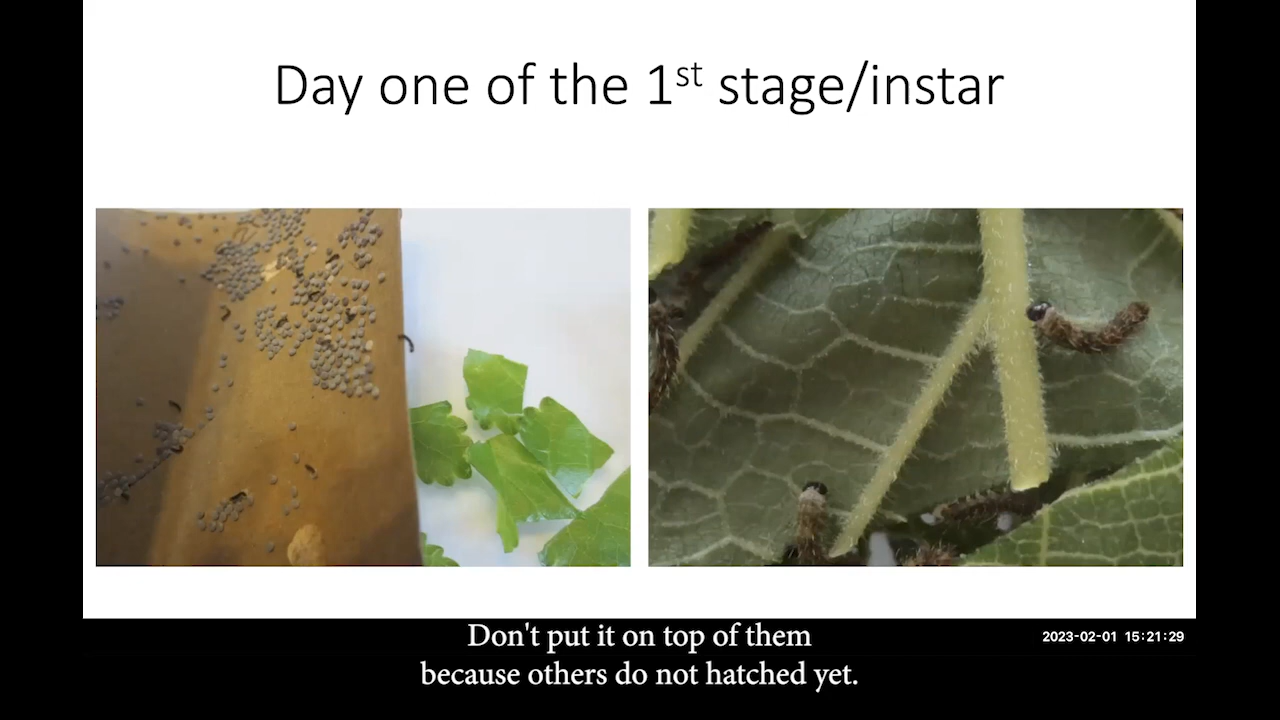 Day one of the 1st stage/instar
Don't put it on top of them
2023-02-01 15:21:29
because others do not hatched yet.